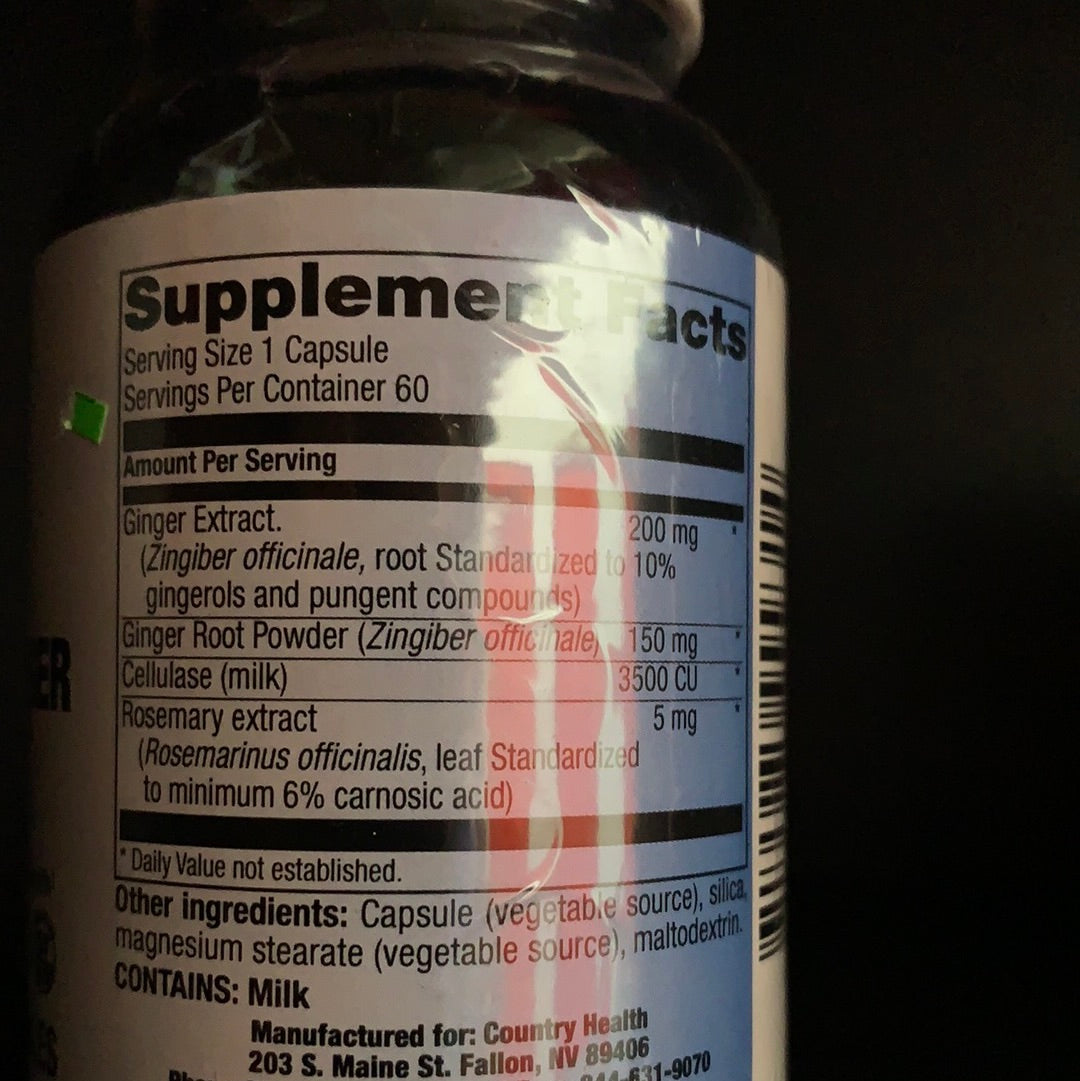 Supplement Facts
Serving Size 1 Capsule
Servings Per Container 60
Amount Per Serving
Ginger Extract. 200 mg *
(Zingiber officinale, root Standardized to 10%
gingerols and pungent compounds)
Ginger Root Powder (Zingiber officinale) 150 mg *
Cellulase (milk) 3500 CU *
Rosemary extract 5 mg *
(Rosemarinus officinalis, leaf Standardized
to minimum 6% carnosic acid)
* Daily Value not established.
Other ingredients: Capsule (vegetable source), silica,
magnesium stearate (vegetable source), maltodextrin.
CONTAINS: Milk
Manufactured for: Country Health
203 S. Maine St. Fallon, NV 89406
631-9070
ER